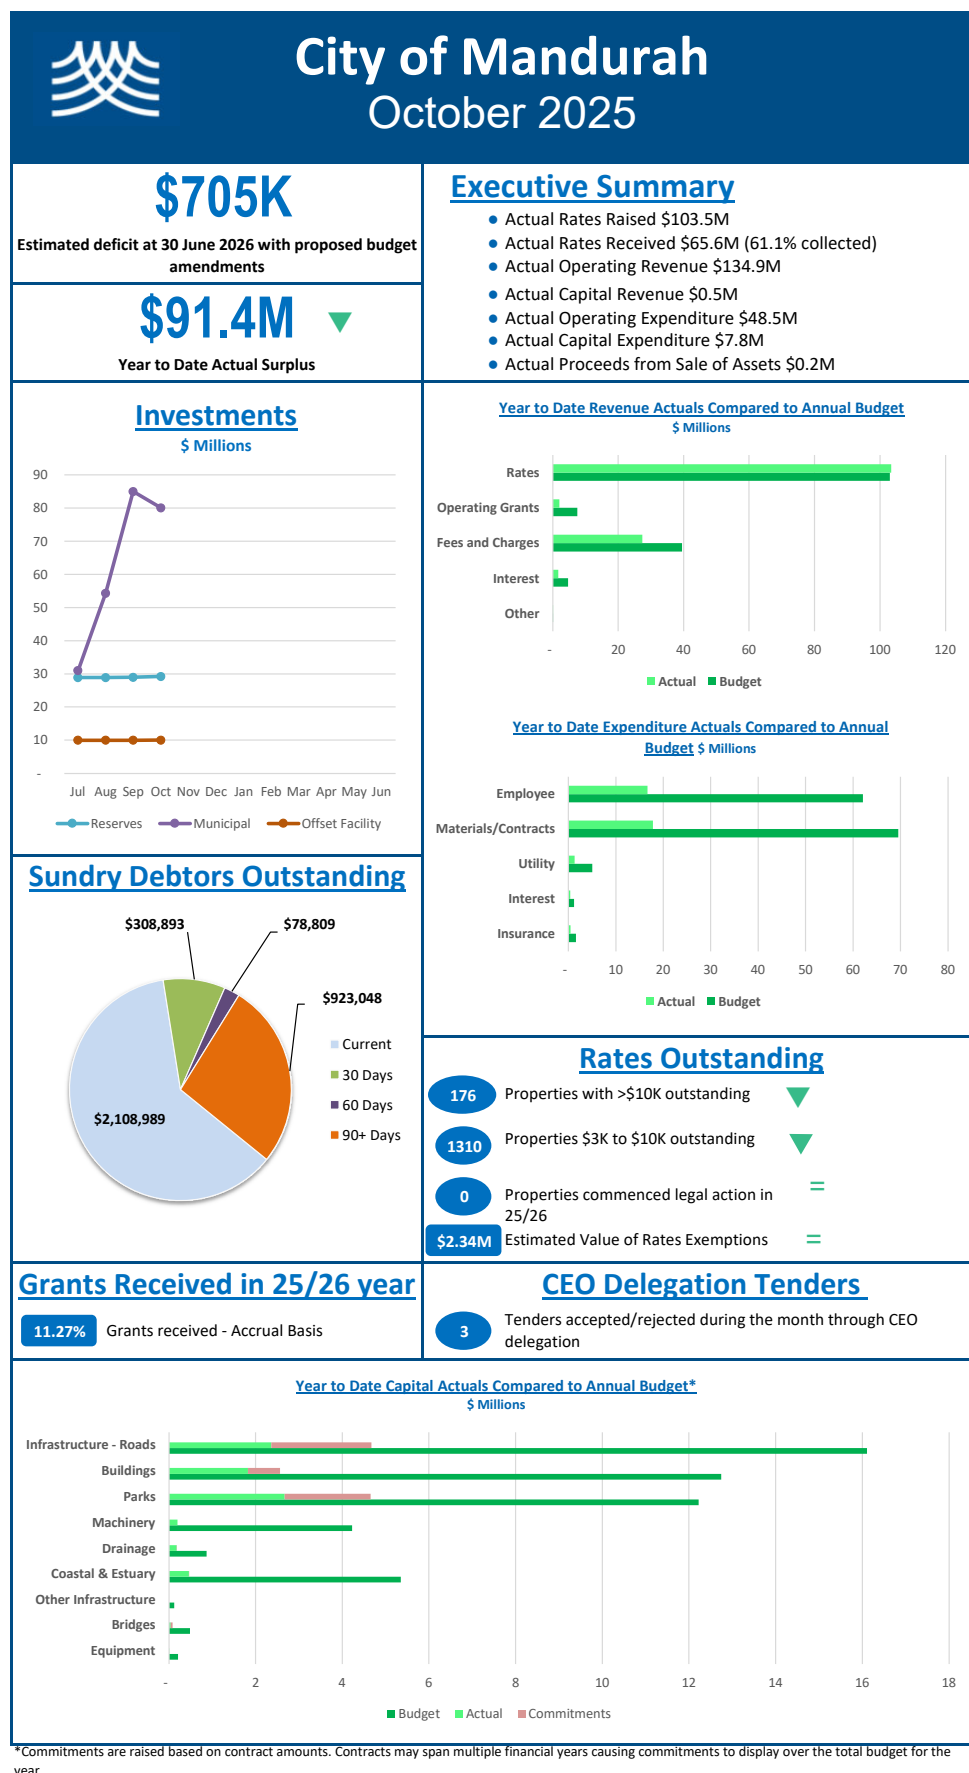 City of Mandurah
October 2025
$705K
Estimated deficit at 30 June 2026 with proposed budget
amendments
$91.4M
Year to Date Actual Surplus
Executive Summary
● Actual Rates Raised $103.5M
● Actual Rates Received $65.6M (61.1% collected)
● Actual Operating Revenue $134.9M
● Actual Capital Revenue $0.5M
● Actual Operating Expenditure $48.5M
● Actual Capital Expenditure $7.8M
● Actual Proceeds from Sale of Assets $0.2M
Investments
$ Millions
90
80
70
60
50
40
30
20
10
-
Jul Aug Sep Oct Nov Dec Jan Feb Mar Apr May Jun
Reserves Municipal Offset Facility
Year to Date Revenue Actuals Compared to Annual Budget
$ Millions
Rates
Operating Grants
Fees and Charges
Interest
Other
- 20 40 60 80 100 120
Actual Budget
Year to Date Expenditure Actuals Compared to Annual
Budget $ Millions
Employee
Materials/Contracts
Utility
Interest
Insurance
- 10 20 30 40 50 60 70 80
Actual Budget
Sundry Debtors Outstanding
$308,893
$78,809
$923,048
$2,108,989
Current
30 Days
60 Days
90+ Days
Rates Outstanding
176 Properties with >$10K outstanding
1310 Properties $3K to $10K outstanding
0 Properties commenced legal action in =
25/26
$2.34M Estimated Value of Rates Exemptions =
Grants Received in 25/26 year
11.27% Grants received - Accrual Basis
CEO Delegation Tenders
3 Tenders accepted/rejected during the month through CEO
delegation
Year to Date Capital Actuals Compared to Annual Budget*
$ Millions
Infrastructure - Roads
Buildings
Parks
Machinery
Drainage
Coastal & Estuary
Other Infrastructure
Bridges
Equipment
- 2 4 6 8 10 12 14 16 18
Budget Actual Commitments
*Commitments are raised based on contract amounts. Contracts may span multiple financial years causing commitments to display over the total budget for the
year